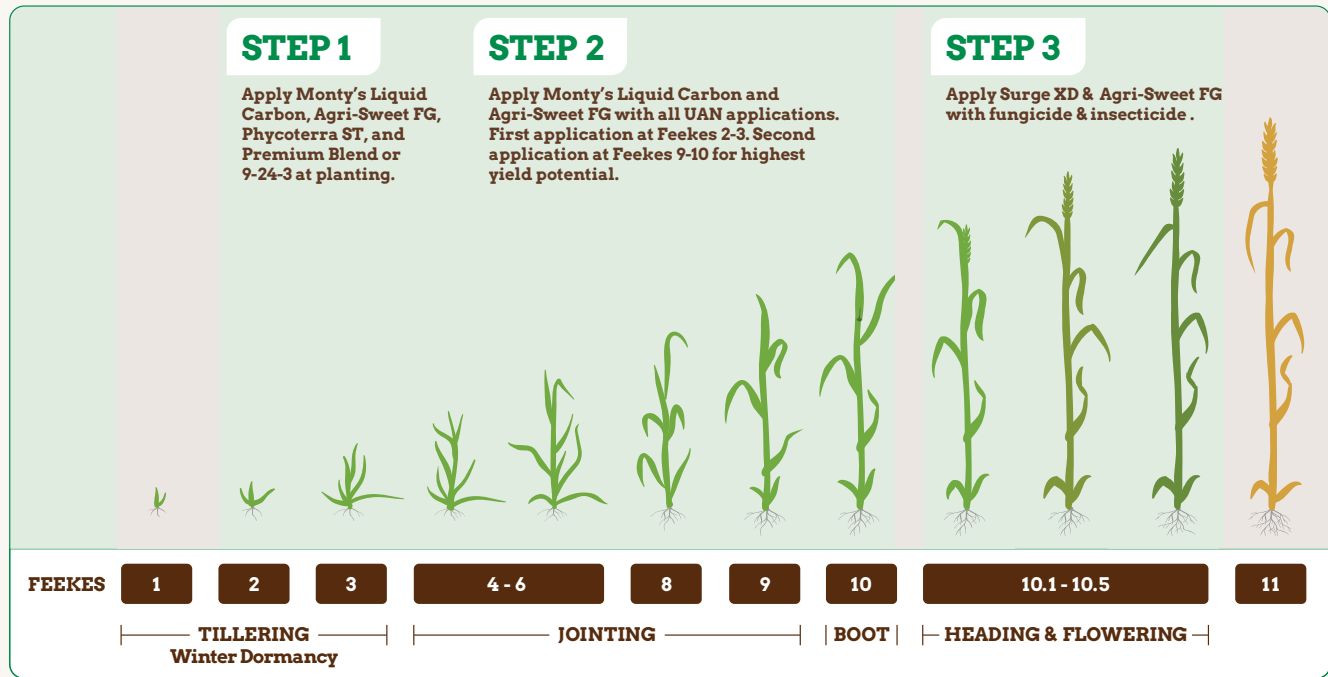 STEP 1
Apply Monty's Liquid
Carbon, Agri-Sweet FG,
Phycoterra ST, and
Premium Blend or
9-24-3 at planting.
STEP 2
Apply Monty's Liquid Carbon and
Agri-Sweet FG with all UAN applications.
First application at Feekes 2-3. Second
application at Feekes 9-10 for highest
yield potential.
STEP 3
Apply Surge XD & Agri-Sweet FG
with fungicide & insecticide .
FEEKES 1 2 3 4 - 6 8 9 10 10.1 - 10.5 11
TILLERING JOINTING BOOT HEADING & FLOWERING
Winter Dormancy